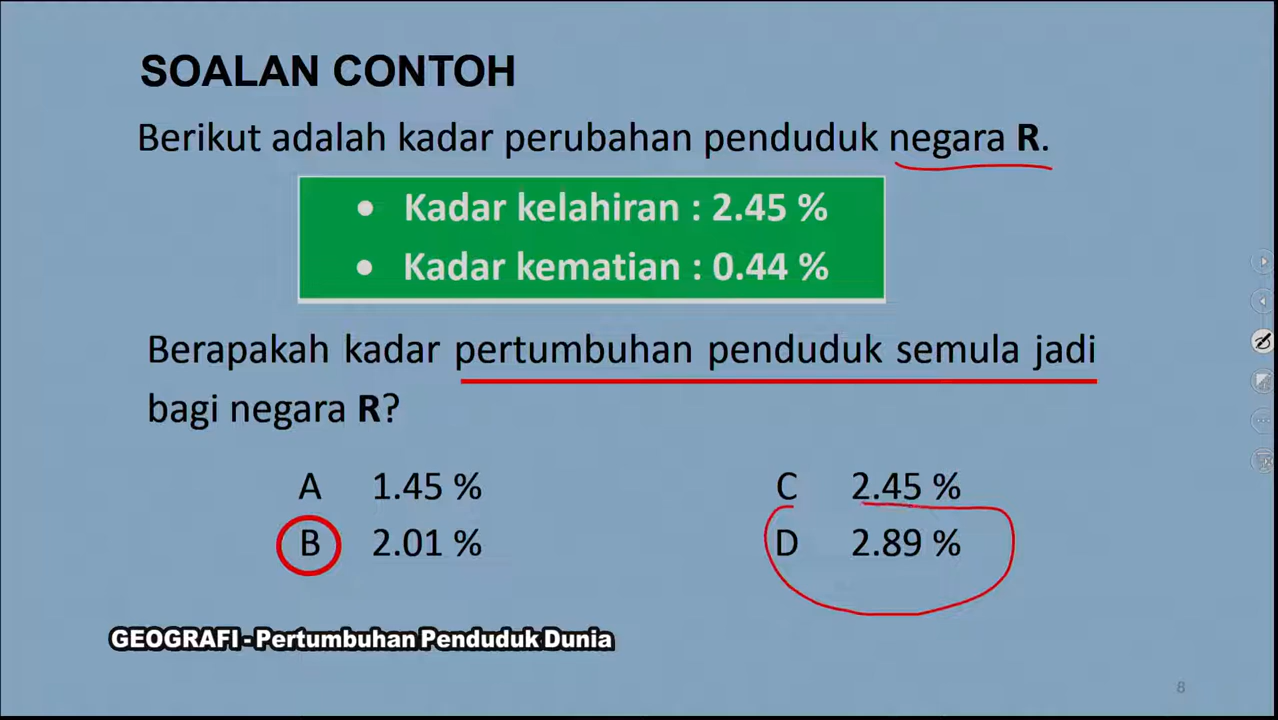 SOALAN CONTOH
Berikut adalah kadar perubahan penduduk negara R.
• Kadar kelahiran : 2.45 %
• Kadar kematian : 0.44 %
Berapakah kadar pertumbuhan penduduk semula jadi
bagi negara R?
A 1.45 %
B 2.01 %
C 2.45 %
D 2.89 %
GEOGRAFI - Pertumbuhan Penduduk Dunia
8